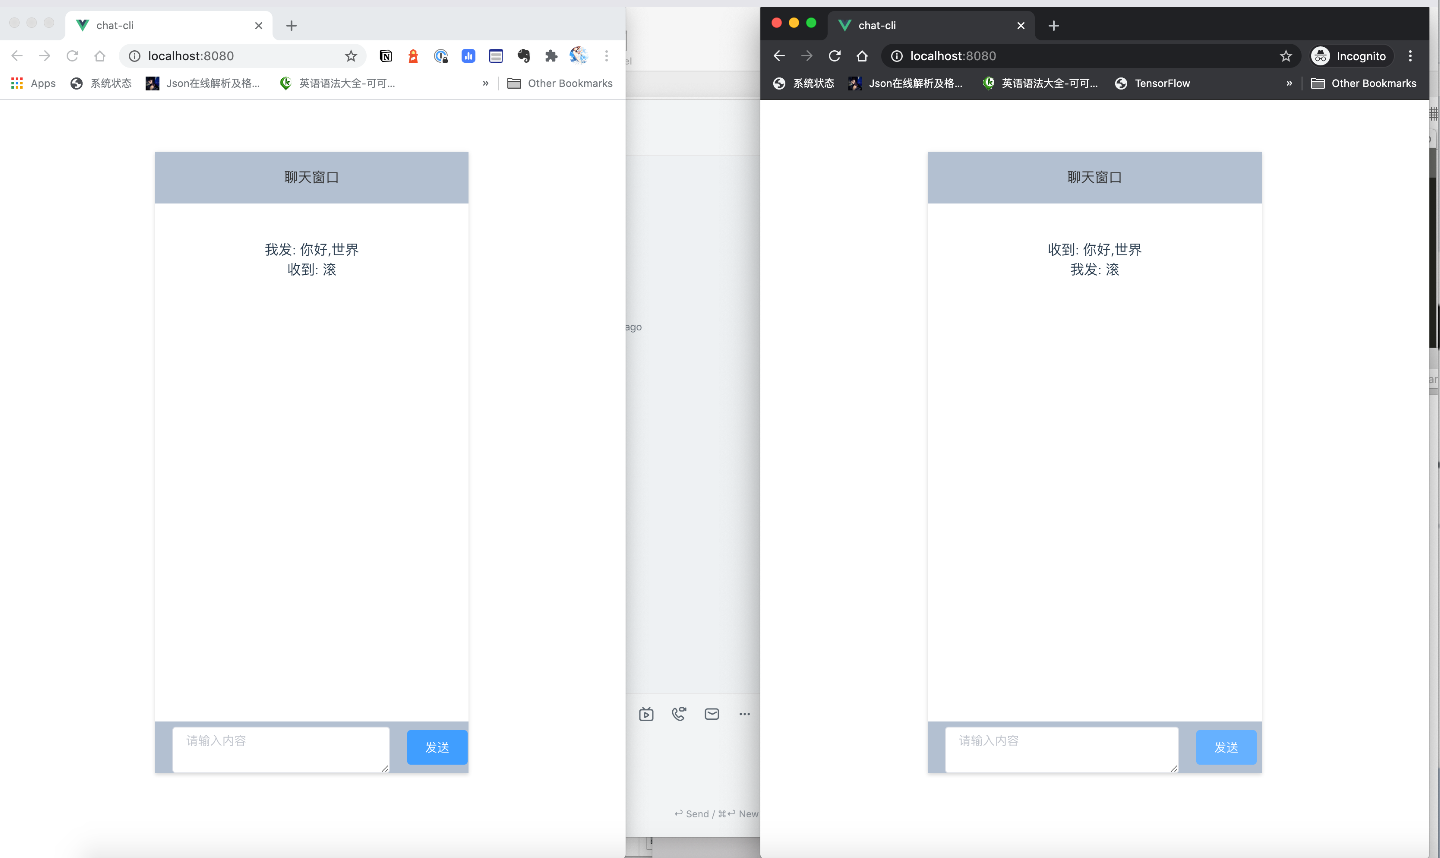 chat-cli
localhost:8080
Apps
系统状态
Json在线解析及格...
英语语法大全-可可...
»
Other Bookmarks
聊天窗口
我发: 你好,世界
收到: 滚
请输入内容
发送
ago
Send / ⌘↩ New
chat-cli
localhost:8080
Incognito
系统状态
Json在线解析及格...
英语语法大全-可可...
TensorFlow
»
Other Bookmarks
聊天窗口
收到: 你好,世界
我发: 滚
请输入内容
发送